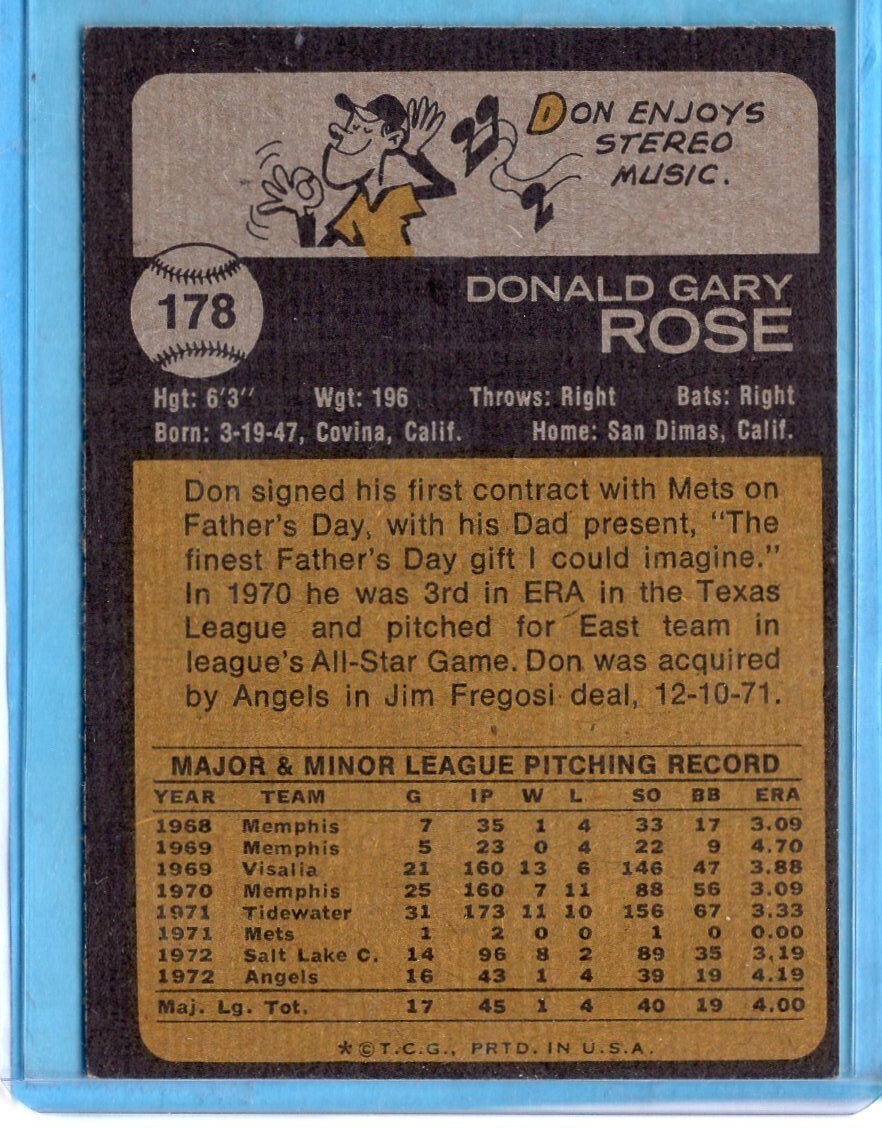 DON ENJOYS
STEREO
MUSIC.
178
DONALD GARY
ROSE
Hgt: 6'3" Wgt: 196 Throws: Right Bats: Right
Born: 3-19-47, Covina, Calif. Home: San Dimas, Calif.
Don signed his first contract with Mets on
Father's Day, with his Dad present, "The
finest Father's Day gift I could imagine."
In 1970 he was 3rd in ERA in the Texas
League and pitched for East team in
league's All-Star Game. Don was acquired
by Angels in Jim Fregosi deal, 12-10-71.
MAJOR & MINOR LEAGUE PITCHING RECORD
YEAR TEAM G IP W L SO BB ERA
1968 Memphis 7 35 1 4 33 17 3.09
1969 Memphis 5 23 0 4 22 9 4.70
1969 Visalia 21 160 13 6 146 47 3.88
1970 Memphis 25 160 7 11 88 56 3.09
1971 Tidewater 31 173 11 10 156 67 3.33
1971 Mets 1 2 0 0 1 0 0.00
1972 Salt Lake C. 14 96 8 2 89 35 3.19
1972 Angels 16 43 1 4 39 19 4.19
Maj. Lg. Tot. 17 45 1 4 40 19 4.00
*©T.C.G., PRTD. IN U.S.A.